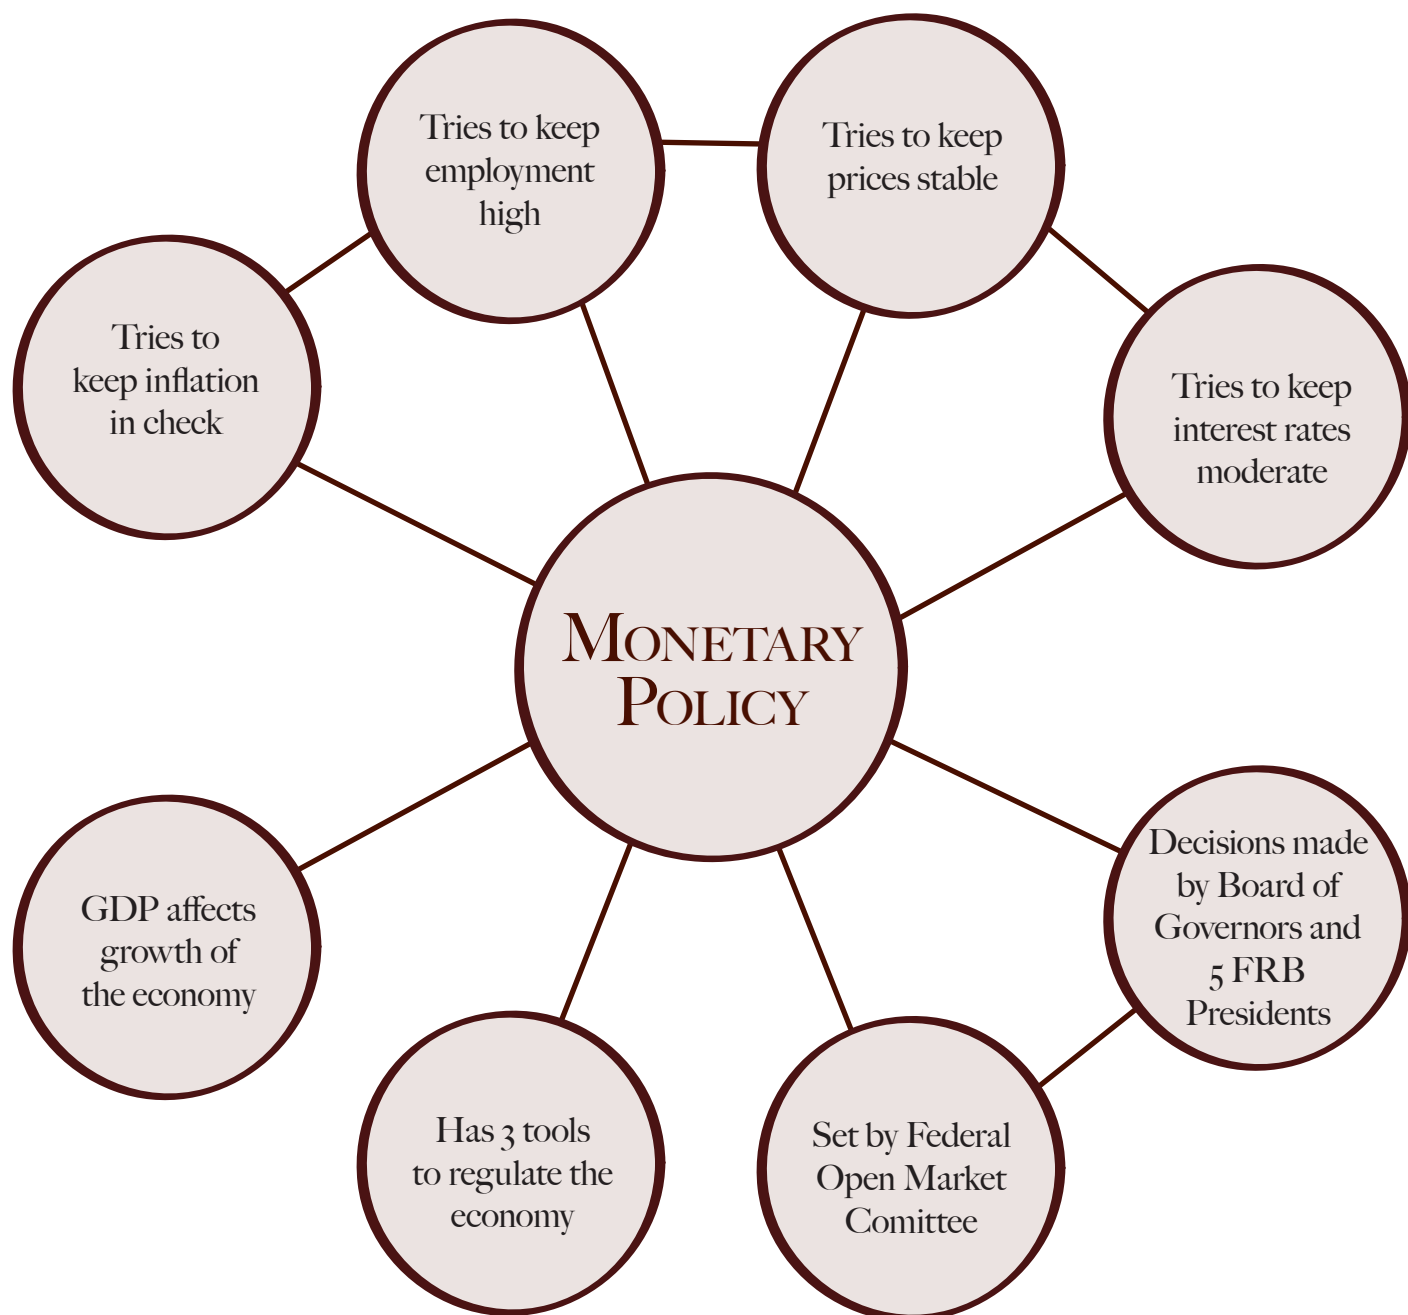 Tries to keep
employment
high
Tries to keep
prices stable
Tries to
keep inflation
in check
Tries to keep
interest rates
moderate
MONETARY
POLICY
GDP affects
growth of
the economy
Decisions made
by Board of
Governors and
5 FRB
Presidents
Has 3 tools
to regulate the
economy
Set by Federal
Open Market
Comittee